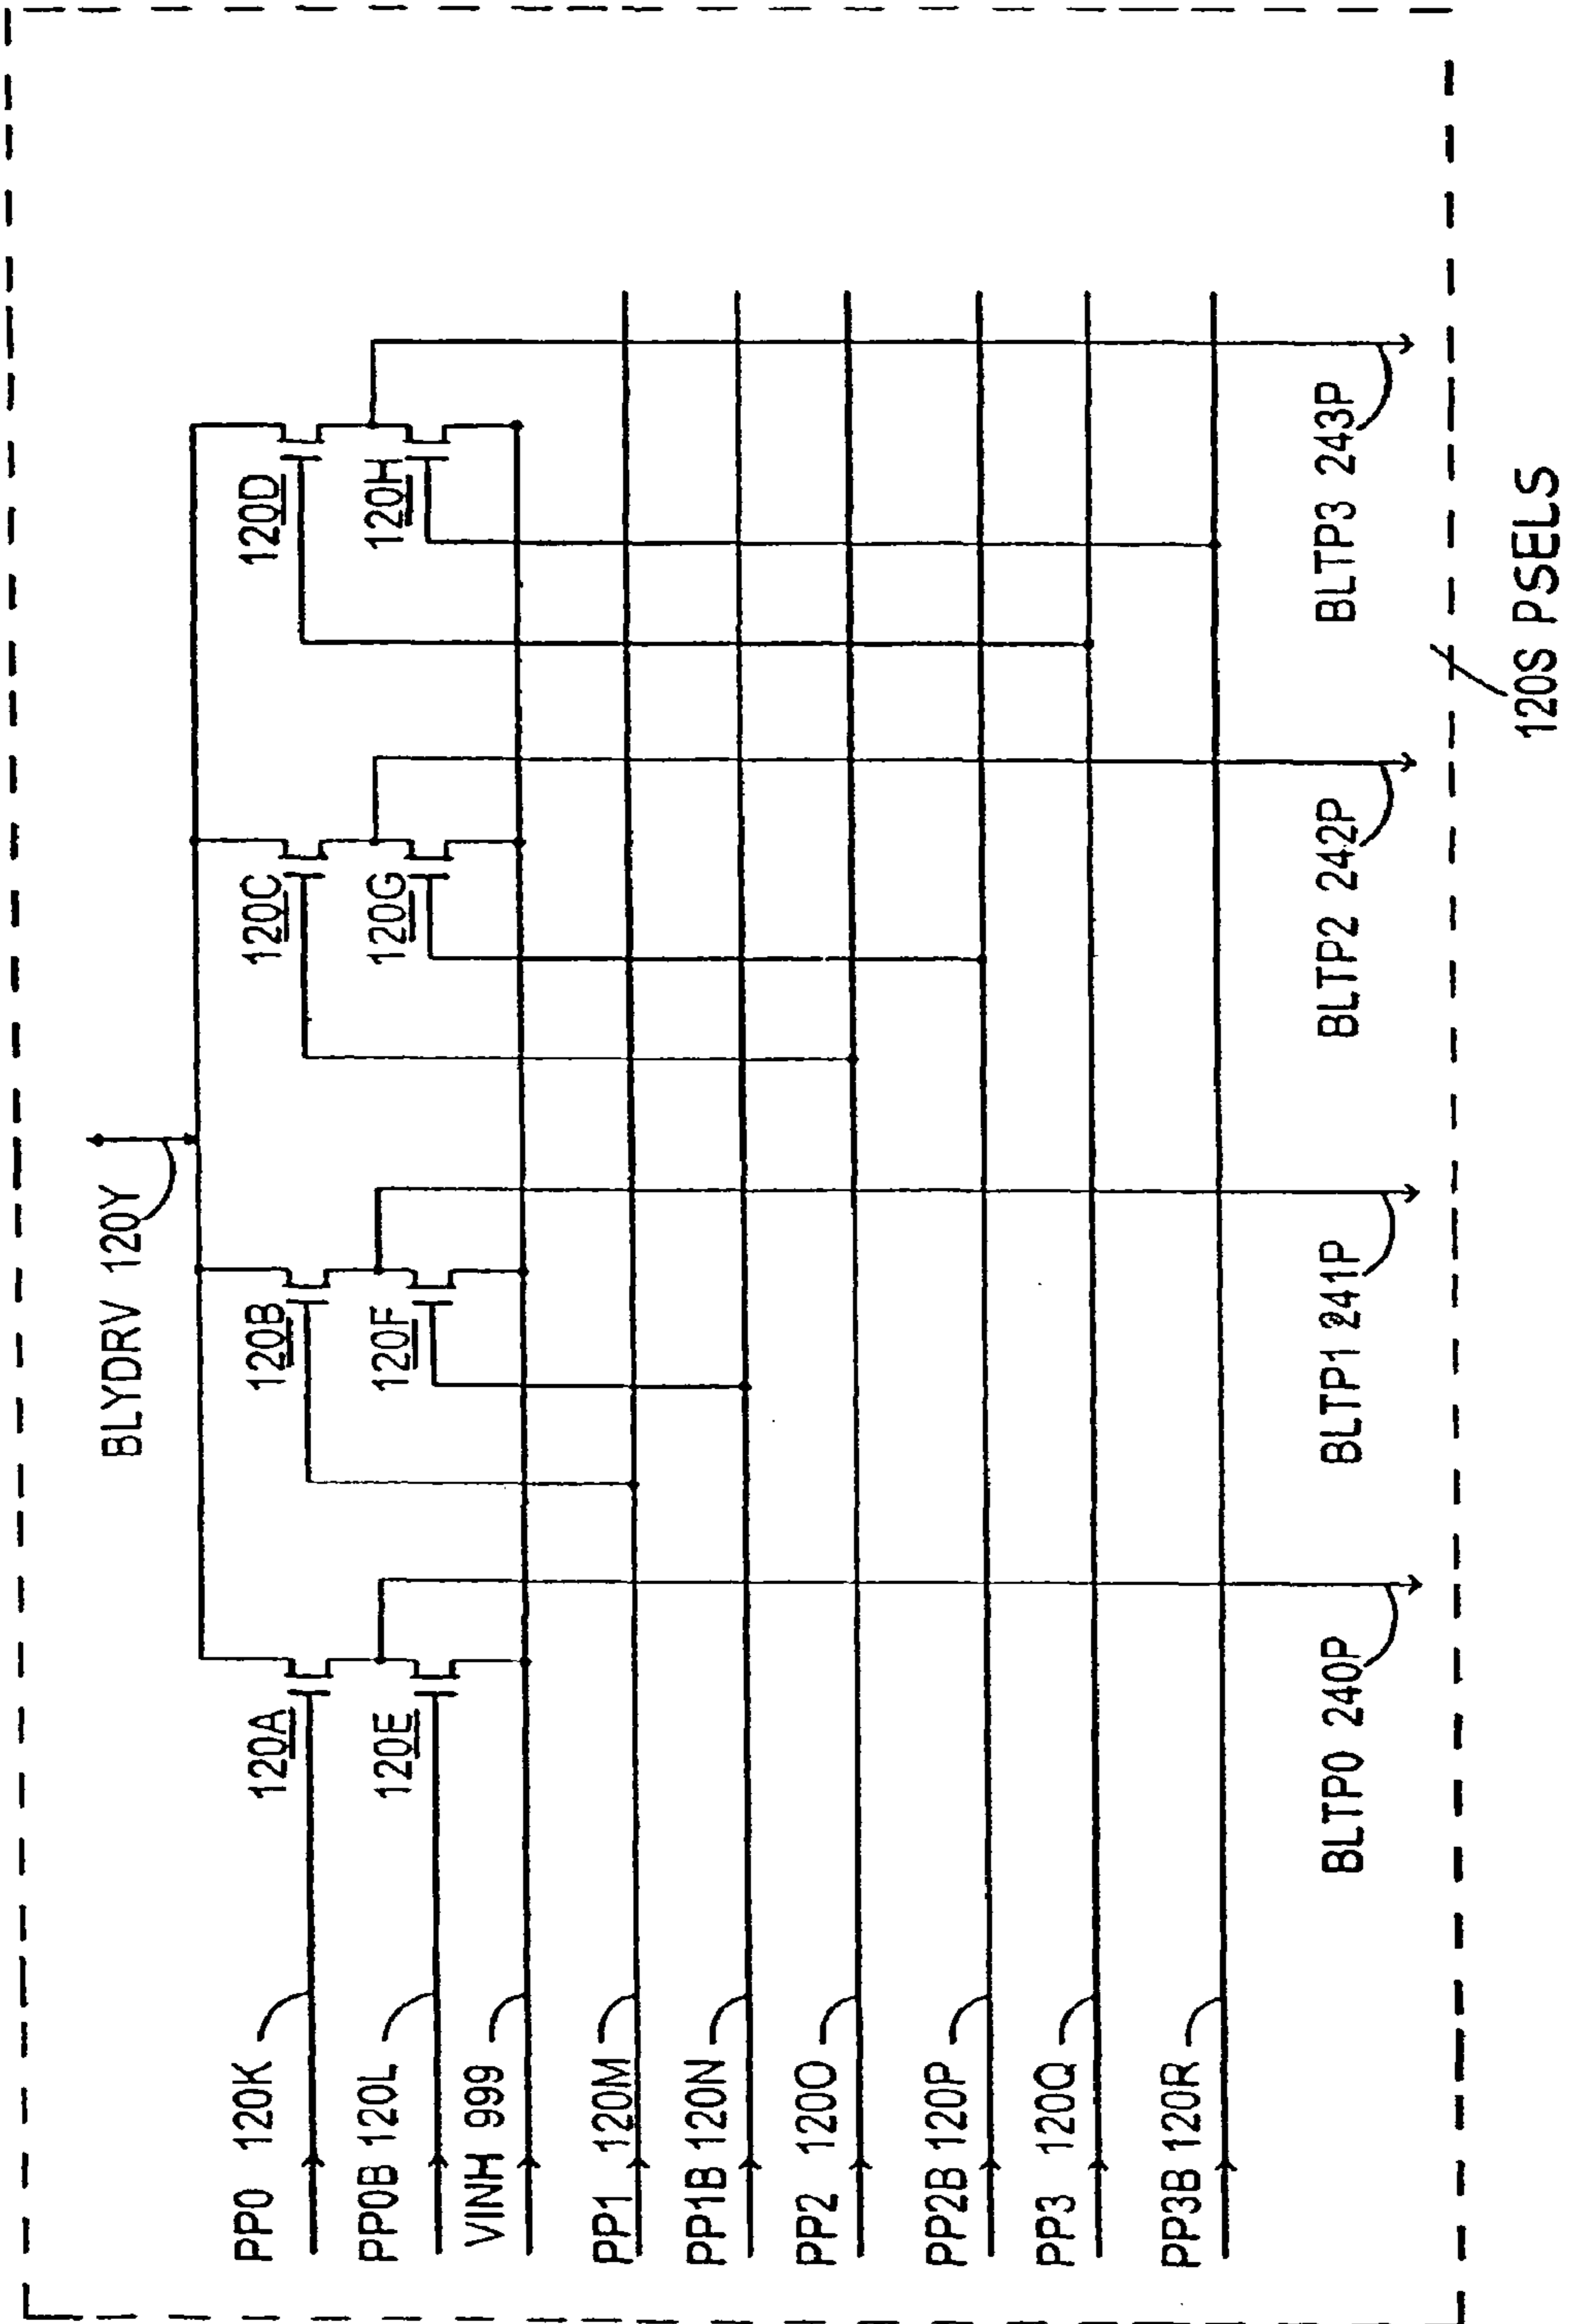 BLYDRV 120Y
120A
120B
120C
120D
120E
120F
120G
120H
PP0 120K
PP0B 120L
VINH 999
PP1 120M
PP1B 120N
PP2 120O
PP2B 120P
PP3 120Q
PP3B 120R
BLTP0 240P
BLTP1 241P
BLTP2 242P
BLTP3 243P
120S PSELS